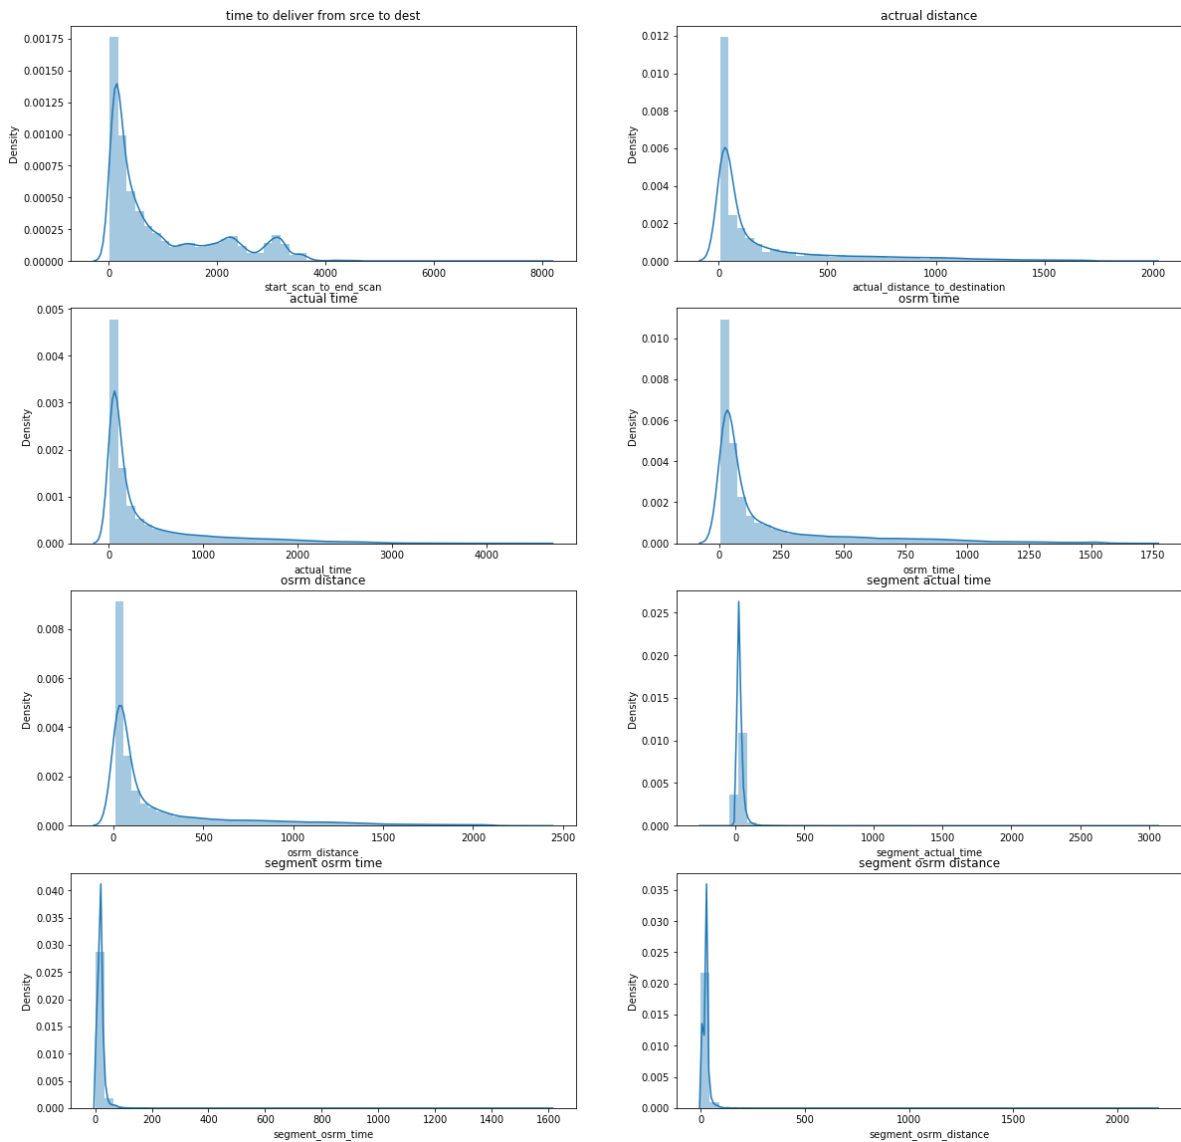 time to deliver from srce to dest
0.00175
0.00150
0.00125
0.00100
0.00075
0.00050
0.00025
0.00000
Density
0 2000 4000 6000 8000
start_scan_to_end_scan
actrual distance
0.012
0.010
0.008
0.006
0.004
0.002
0.000
Density
0 500 1000 1500 2000
actual_distance_to_destination
actual time
0.005
0.004
0.003
0.002
0.001
0.000
Density
0 1000 2000 3000 4000
actual_time
osrm time
0.010
0.008
0.006
0.004
0.002
0.000
Density
0 250 500 750 1000 1250 1500 1750
osrm_time
osrm distance
0.008
0.006
0.004
0.002
0.000
Density
0 500 1000 1500 2000 2500
osrm_distance
segment actual time
0.025
0.020
0.015
0.010
0.005
0.000
Density
0 500 1000 1500 2000 2500 3000
segment_actual_time
segment osrm time
0.040
0.035
0.030
0.025
0.020
0.015
0.010
0.005
0.000
Density
0 200 400 600 800 1000 1200 1400 1600
segment_osrm_time
segment osrm distance
0.035
0.030
0.025
0.020
0.015
0.010
0.005
0.000
Density
0 500 1000 1500 2000
segment_osrm_distance